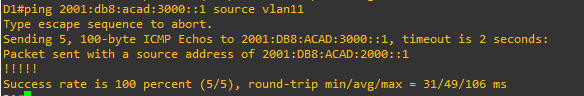 D1#ping 2001:db8:acad:3000::1 source vlan11
Type escape sequence to abort.
Sending 5, 100-byte ICMP Echos to 2001:DB8:ACAD:3000::1, timeout is 2 seconds:
Packet sent with a source address of 2001:DB8:ACAD:2000::1
!!!!!
Success rate is 100 percent (5/5), round-trip min/avg/max = 31/49/106 ms